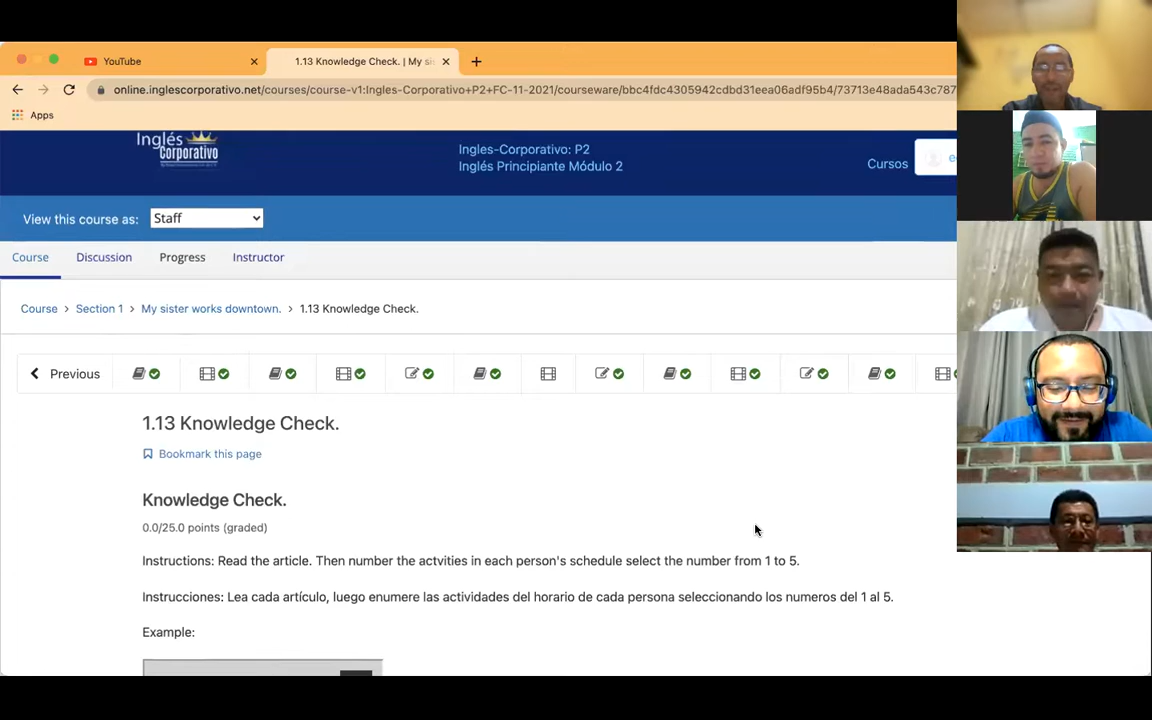 YouTube
1.13 Knowledge Check. | My si
online.inglescorporativo.net/courses/course-v1:Ingles-Corporativo+P2+FC-11-2021/courseware/bbc4fdc4305942cdbd31eea06adf95b4/73713e48ada543c787
Apps
Inglés
Corporativo
Ingles-Corporativo: P2
Inglés Principiante Módulo 2
Cursos
View this course as: Staff
Course Discussion Progress Instructor
Course > Section 1 > My sister works downtown. > 1.13 Knowledge Check.
Previous
1.13 Knowledge Check.
Bookmark this page
Knowledge Check.
0.0/25.0 points (graded)
Instructions: Read the article. Then number the actvities in each person's schedule select the number from 1 to 5.
Instrucciones: Lea cada artículo, luego enumere las actividades del horario de cada persona seleccionando los numeros del 1 al 5.
Example: